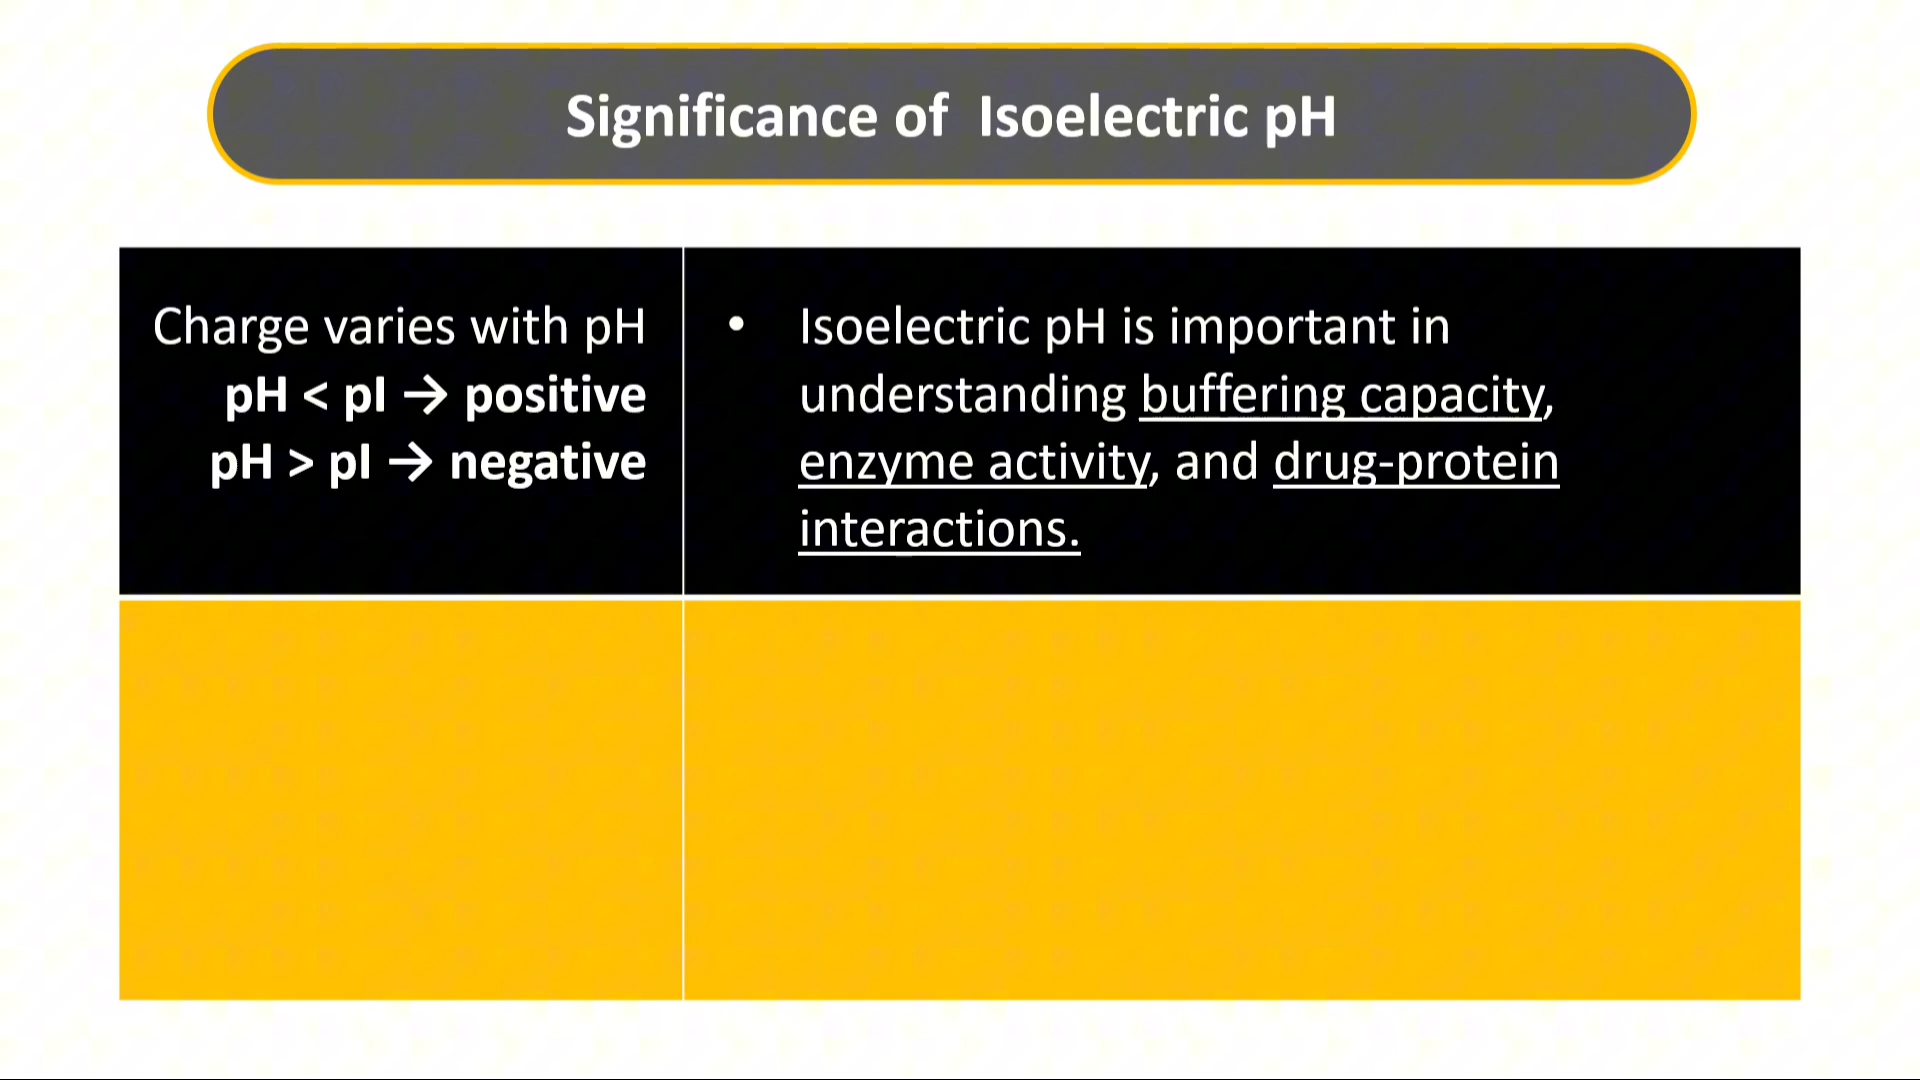 Significance of  Isoelectric pH
Charge varies with pH
pH < pI → positive
pH > pI → negative
• Isoelectric pH is important in
understanding buffering capacity,
enzyme activity, and drug-protein
interactions.